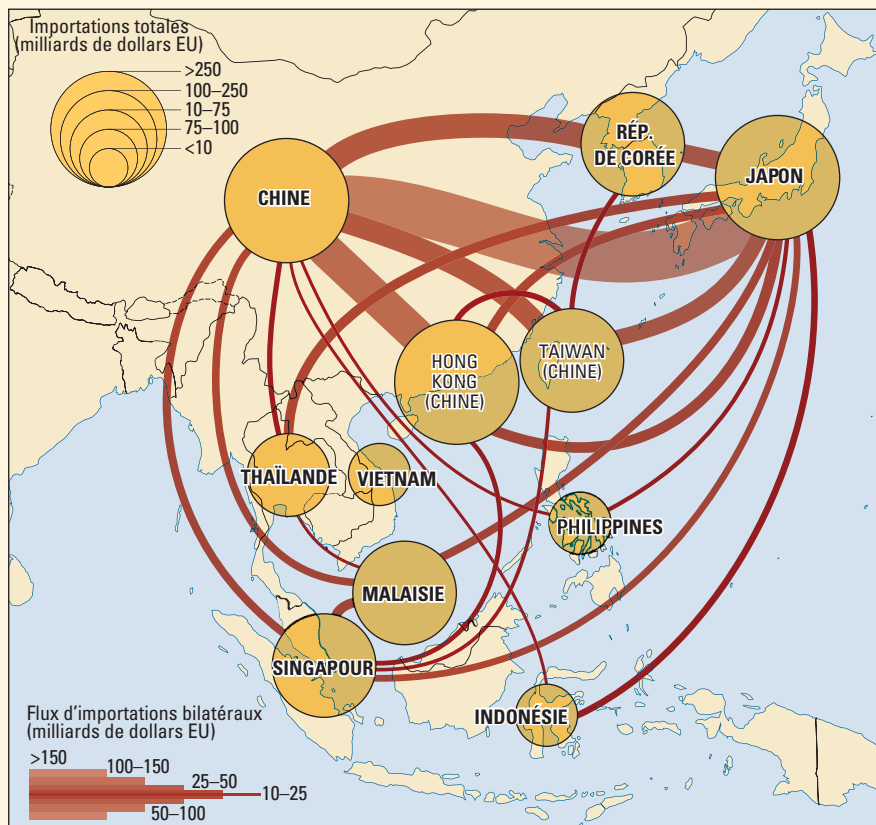 Importations totales
(milliards de dollars EU)
>250
100–250
10–75
75–100
<10
RÉP.
DE CORÉE
JAPON
CHINE
HONG
KONG
(CHINE)
TAIWAN
(CHINE)
THAÏLANDE
VIETNAM
PHILIPPINES
MALAISIE
SINGAPOUR
INDONÉSIE
Flux d'importations bilatéraux
(milliards de dollars EU)
>150
100–150
25–50
10–25
50–100